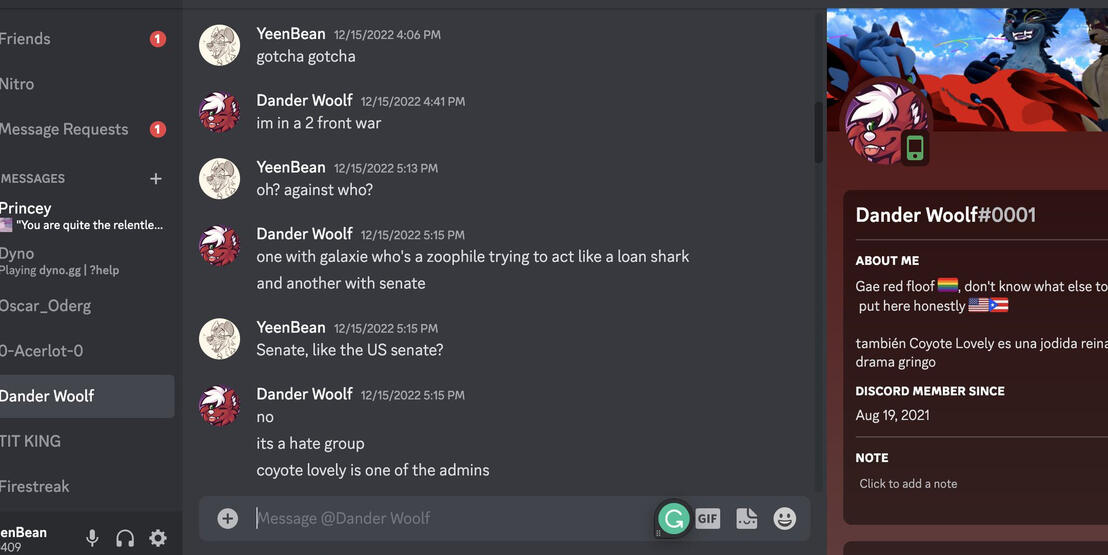 Friends 1
Nitro
Message Requests 1
MESSAGES +
Princey
"You are quite the relentle...
Dyno
Playing dyno.gg | ?help
Oscar_Oderg
0-Acerlot-0
Dander Woolf
TIT KING
Firestreak
enBean
409
YeenBean 12/15/2022 4:06 PM
gotcha gotcha
Dander Woolf 12/15/2022 4:41 PM
im in a 2 front war
YeenBean 12/15/2022 5:13 PM
oh? against who?
Dander Woolf 12/15/2022 5:15 PM
one with galaxie who's a zoophile trying to act like a loan shark
and another with senate
YeenBean 12/15/2022 5:15 PM
Senate, like the US senate?
Dander Woolf 12/15/2022 5:15 PM
no
its a hate group
coyote lovely is one of the admins
Message @Dander Woolf
GIF
Dander Woolf#0001
ABOUT ME
Gae red floof 🏳️‍🌈, don't know what else to
put here honestly 🇺🇸🇵🇷
también Coyote Lovely es una jodida reina
drama gringo
DISCORD MEMBER SINCE
Aug 19, 2021
NOTE
Click to add a note